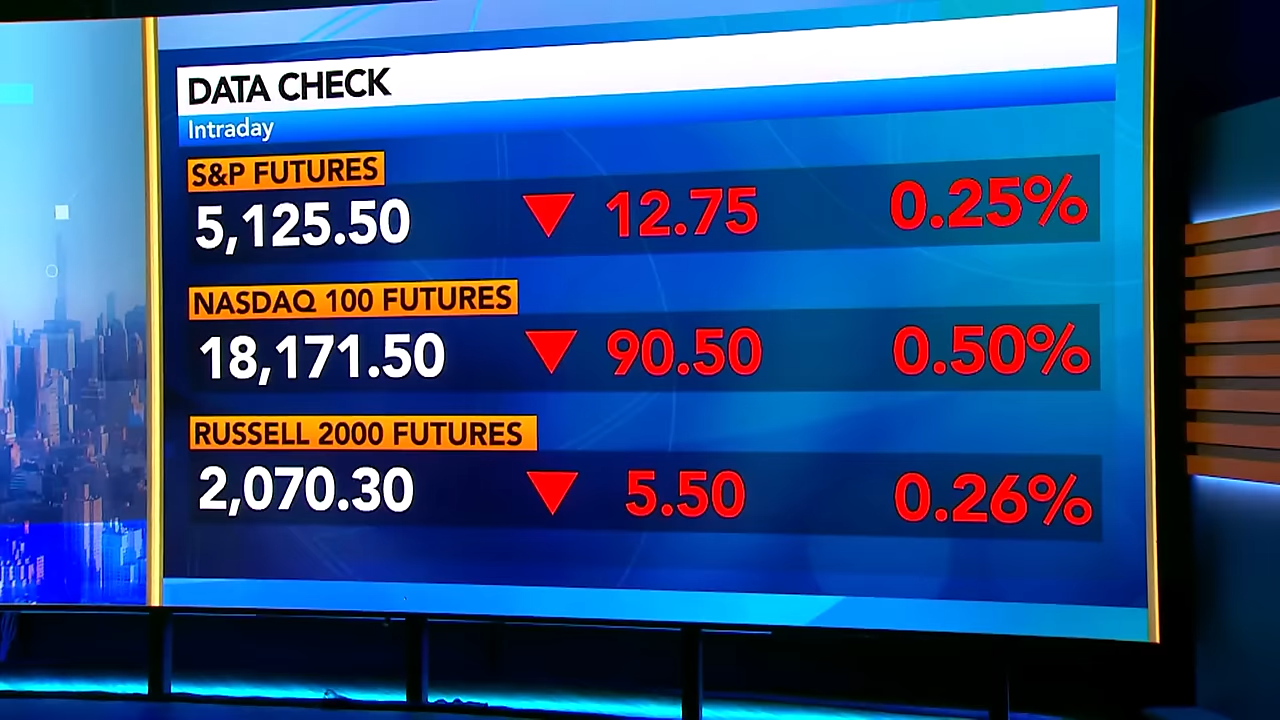 DATA CHECK
Intraday
S&P FUTURES
5,125.50 ▼ 12.75 0.25%
NASDAQ 100 FUTURES
18,171.50 ▼ 90.50 0.50%
RUSSELL 2000 FUTURES
2,070.30 ▼ 5.50 0.26%